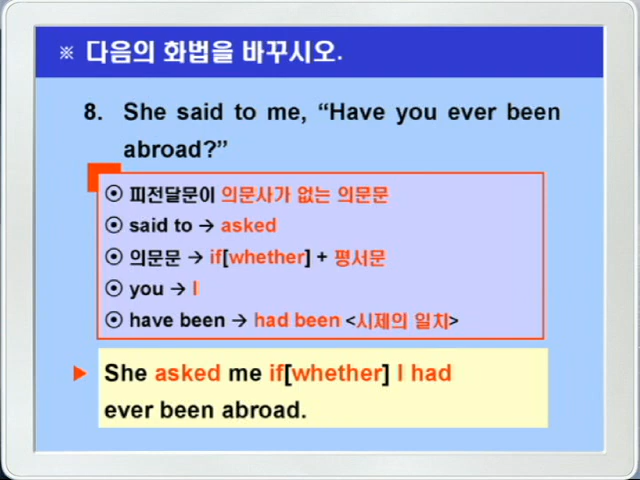 ※ 다음의 화법을 바꾸시오.
8. She said to me, “Have you ever been
abroad?”
⊙ 피전달문이 의문사가 없는 의문문
⊙ said to → asked
⊙ 의문문 → if[whether] + 평서문
⊙ you → I
⊙ have been → had been <시제의 일치>
▶ She asked me if[whether] I had
ever been abroad.